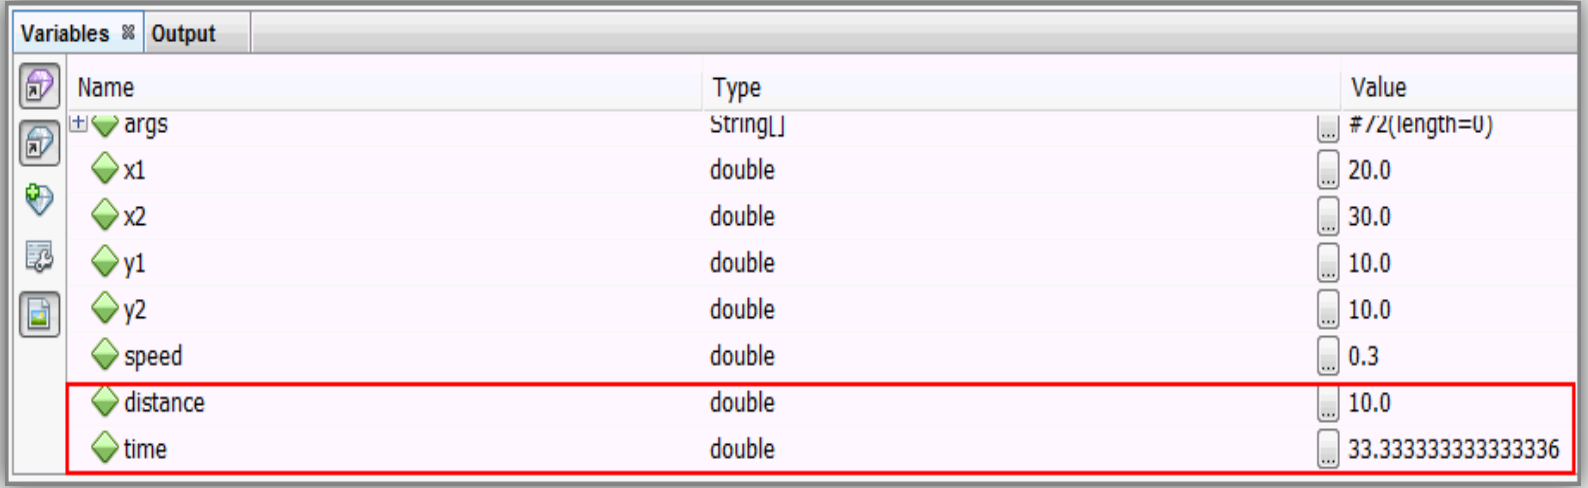 Variables Output
Name Type Value
args String[] #72(length=0)
x1 double 20.0
x2 double 30.0
y1 double 10.0
y2 double 10.0
speed double 0.3
distance double 10.0
time double 33.333333333333336